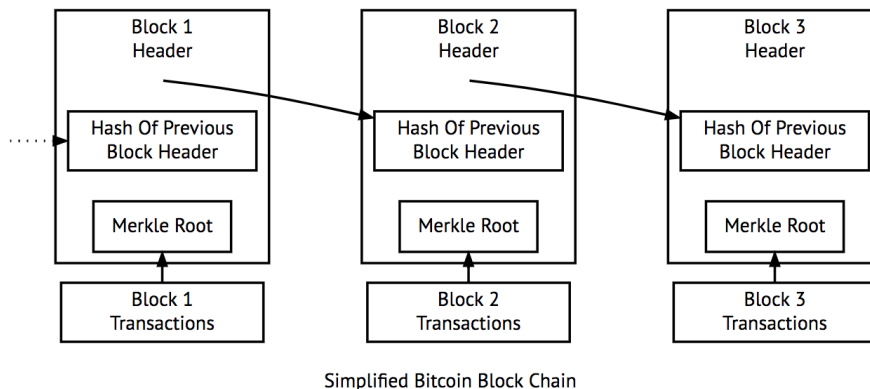 Block 1
Header
Hash Of Previous
Block Header
Merkle Root
Block 1
Transactions
Block 2
Header
Hash Of Previous
Block Header
Merkle Root
Block 2
Transactions
Block 3
Header
Hash Of Previous
Block Header
Merkle Root
Block 3
Transactions
Simplified Bitcoin Block Chain